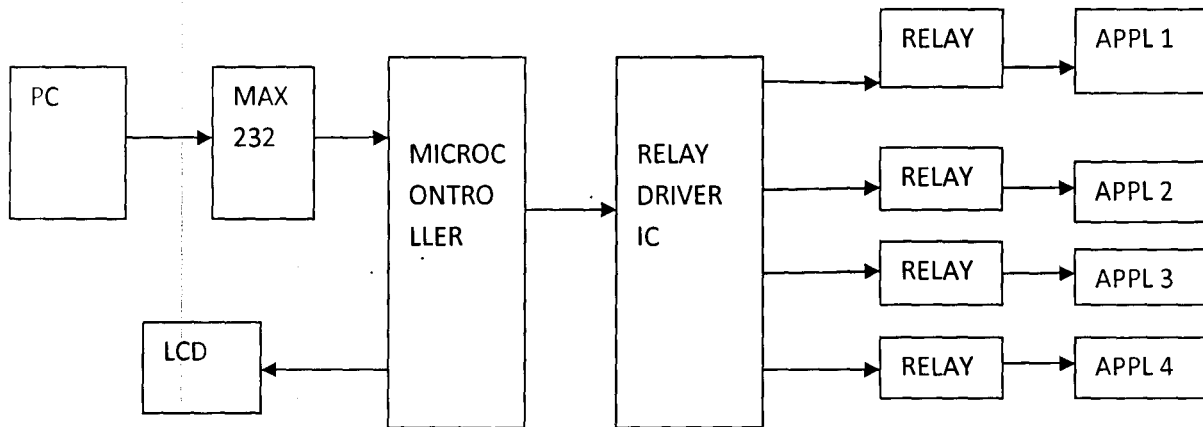 PC
MAX
232
MICROC
ONTRO
LLER
LCD
RELAY
DRIVER
IC
RELAY
APPL 1
RELAY
APPL 2
RELAY
APPL 3
RELAY
APPL 4